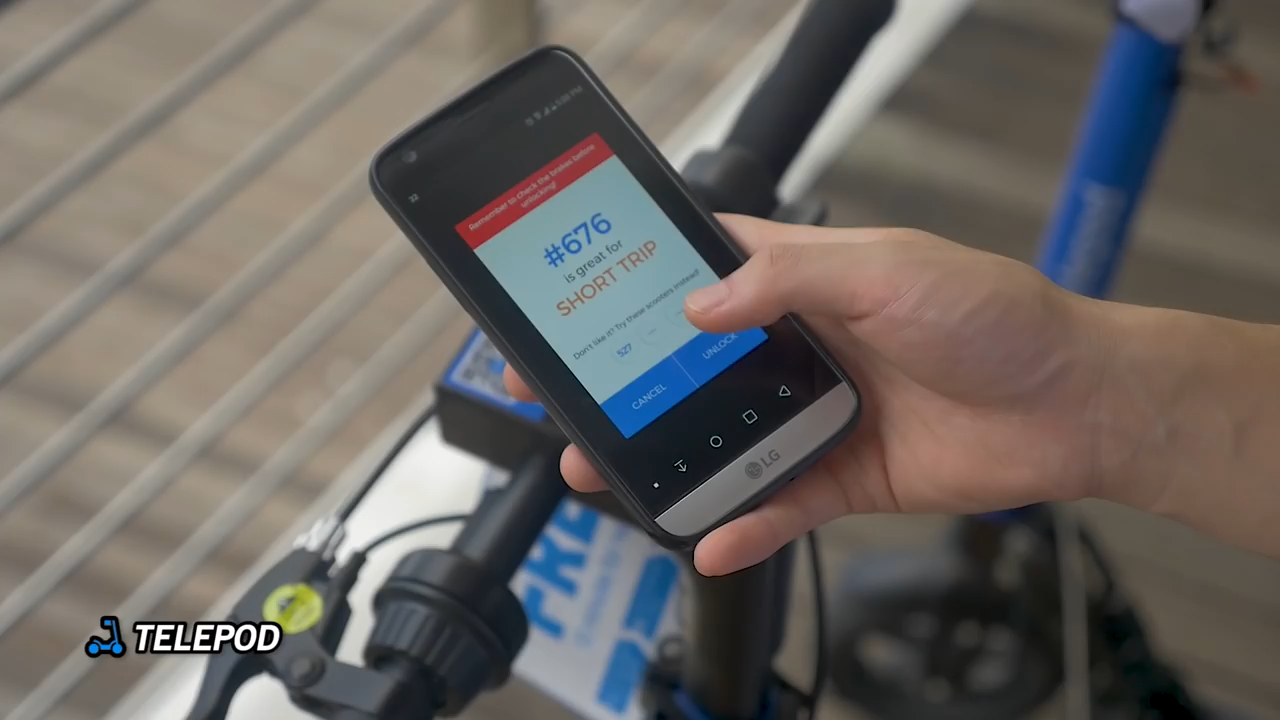 Remember to check the brakes before
unlocking!
#676
is great for
SHORT TRIP
Don't like it? Try these scooters instead!
527
CANCEL
UNLOCK
LG
FRE
TELEPOD